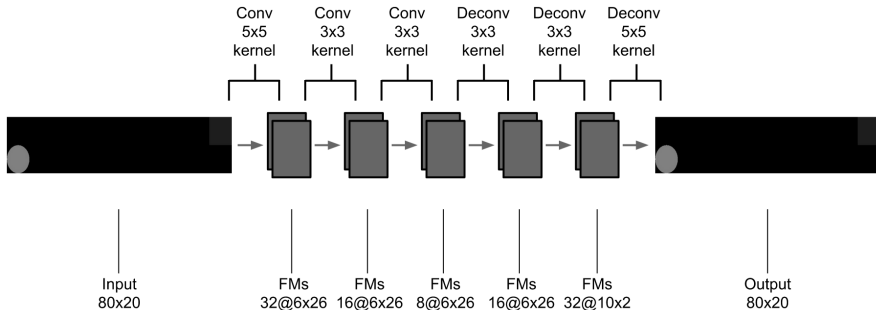 Conv
5x5
kernel
Conv
3x3
kernel
Conv
3x3
kernel
Deconv
3x3
kernel
Deconv
3x3
kernel
Deconv
5x5
kernel
Input
80x20
FMs
32@6x26
FMs
16@6x26
FMs
8@6x26
FMs
16@6x26
FMs
32@10x2
Output
80x20